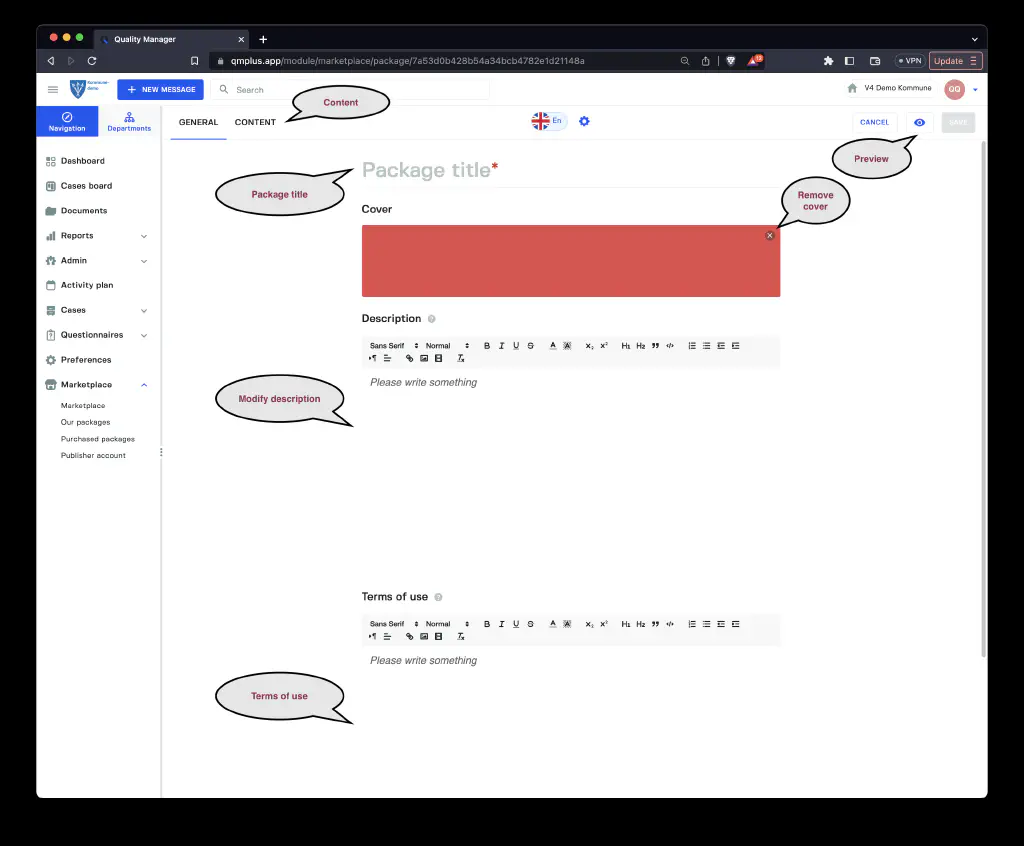 Quality Manager
qmplus.app/module/marketplace/package/7a53d0b428b54a34bcb4782e1d21148a
VPN
Update
Kommune
demo
+ NEW MESSAGE
Search
V4 Demo Kommune
QQ
Navigation
Departments
GENERAL
CONTENT
Content
En
CANCEL
SAVE
Preview
Dashboard
Cases board
Documents
Reports
Admin
Activity plan
Cases
Questionnaires
Preferences
Marketplace
Marketplace
Our packages
Purchased packages
Publisher account
Package title*
Package title
Cover
Remove
cover
Description
Sans Serif Normal B I U S A A X₂ X² H1 H2 ” </>
Please write something
Modify description
Terms of use
Sans Serif Normal B I U S A A X₂ X² H1 H2 ” </>
Please write something
Terms of use